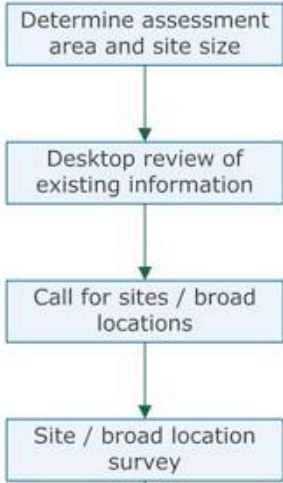 Determine assessment
area and site size
Desktop review of
existing information
Call for sites / broad
locations
Site / broad location
survey